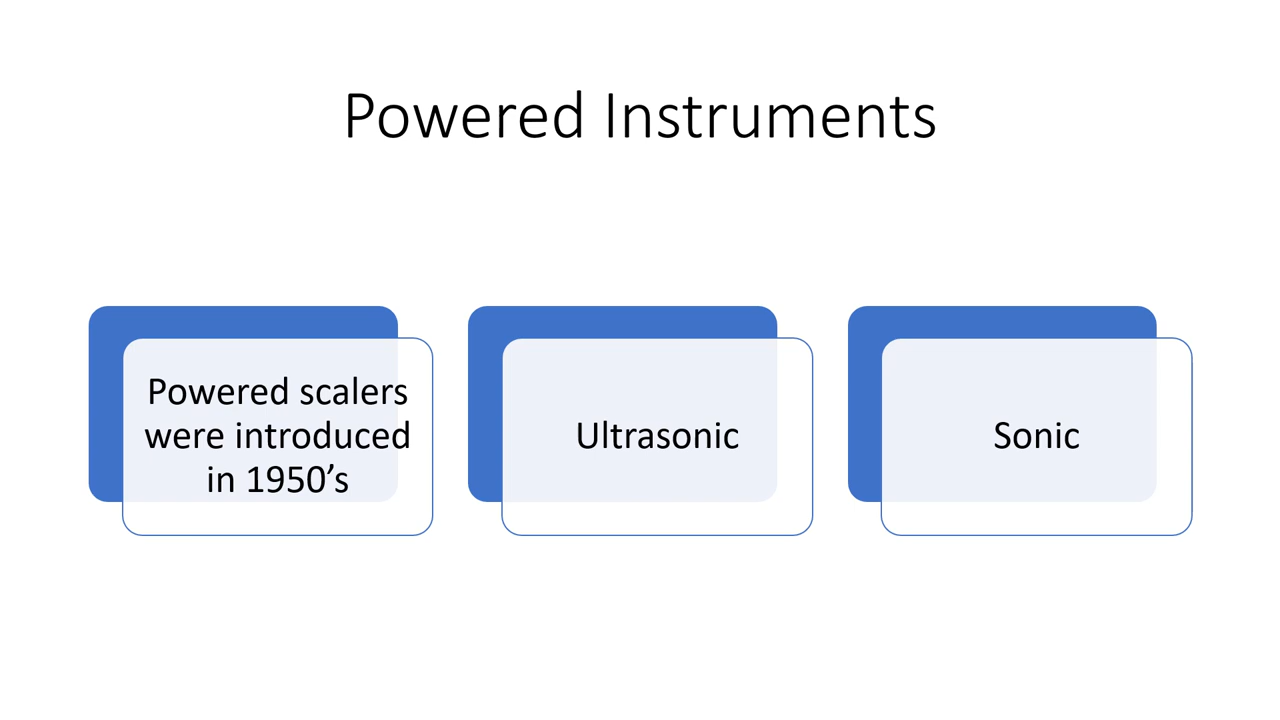 Powered Instruments
Powered scalers
were introduced
in 1950’s
Ultrasonic
Sonic